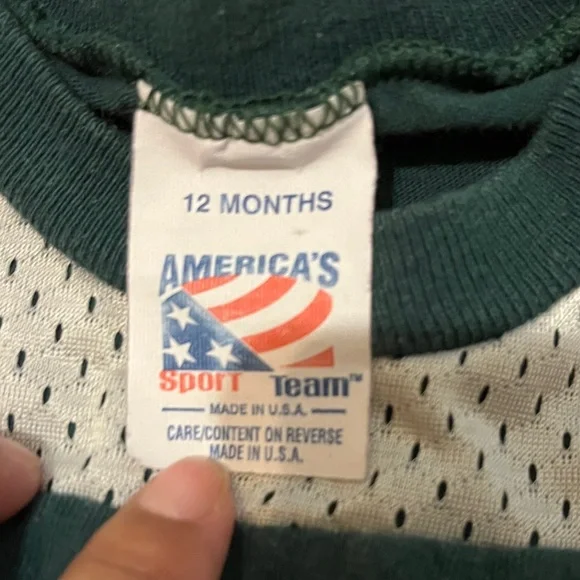 12 MONTHS
AMERICA'S
Sport Team™
MADE IN U.S.A.
CARE/CONTENT ON REVERSE
MADE IN U.S.A.